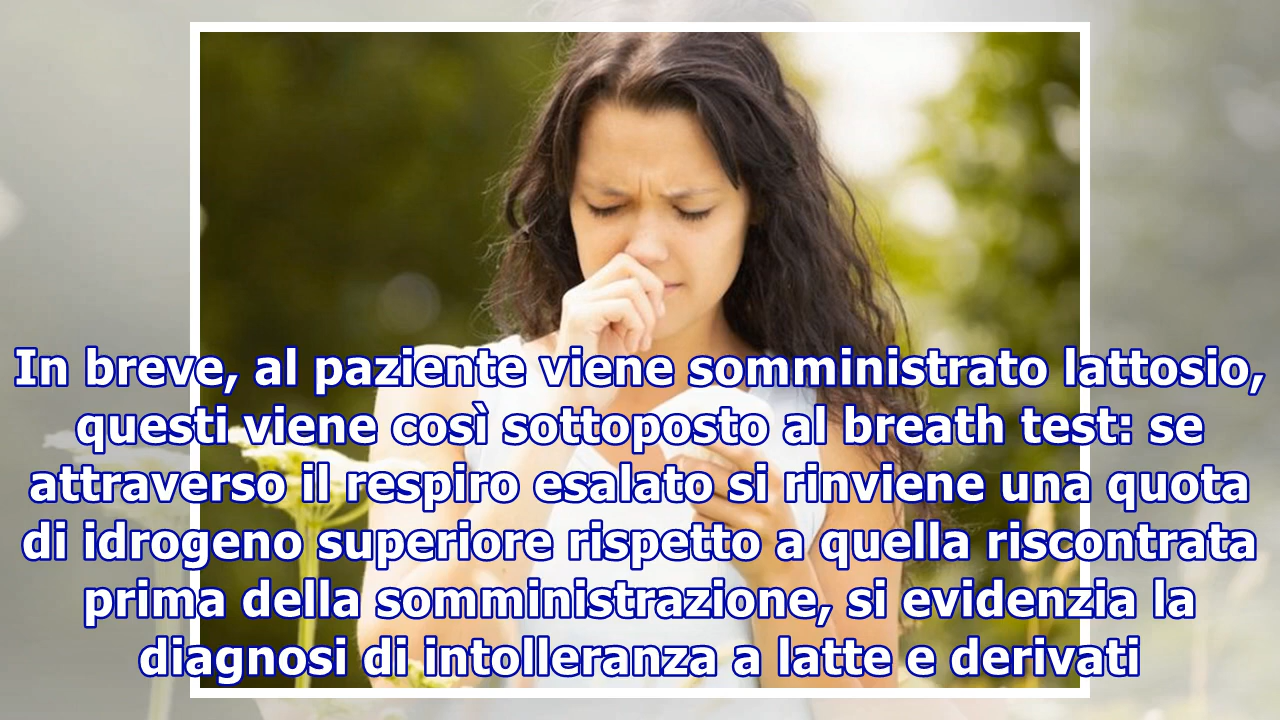 In breve, al paziente viene somministrato lattosio,
questi viene così sottoposto al breath test: se
attraverso il respiro esalato si rinviene una quota
di idrogeno superiore rispetto a quella riscontrata
prima della somministrazione, si evidenzia la
diagnosi di intolleranza a latte e derivati